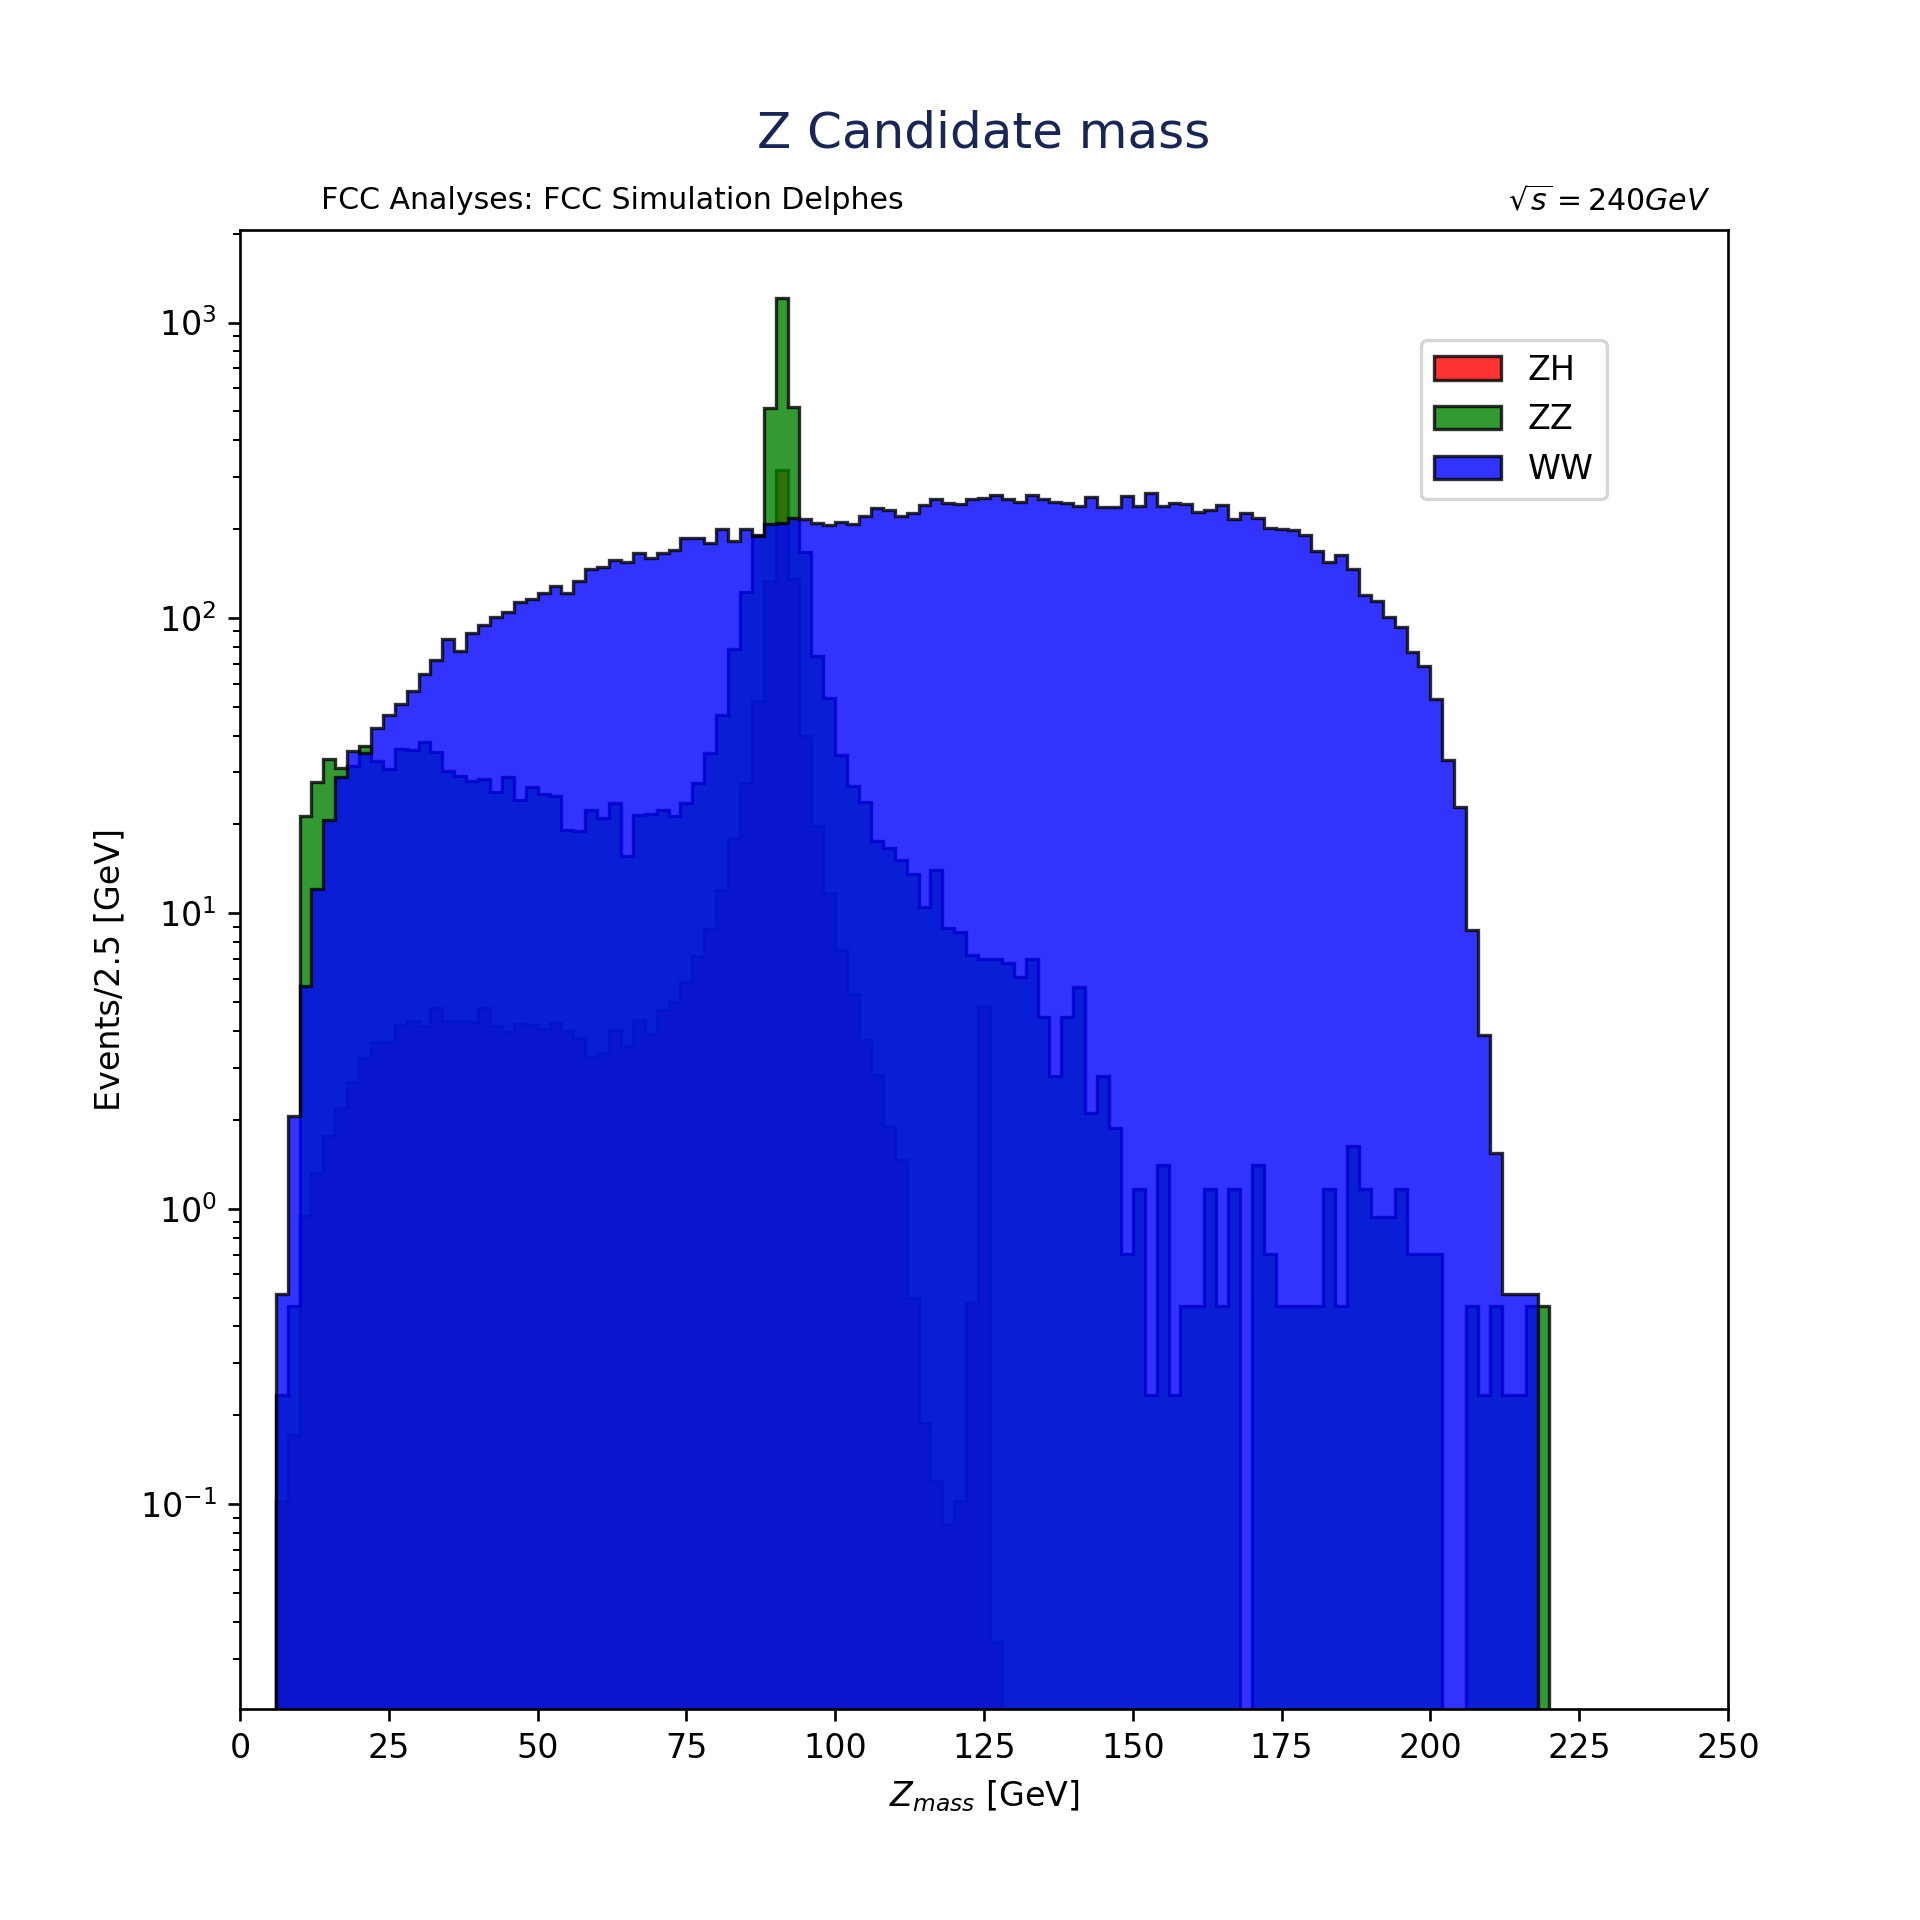 Z Candidate mass
FCC Analyses: FCC Simulation Delphes
√s = 240GeV
10³
10²
10¹
10⁰
10⁻¹
Events/2.5 [GeV]
ZH
ZZ
WW
0 25 50 75 100 125 150 175 200 225 250
Z_mass [GeV]